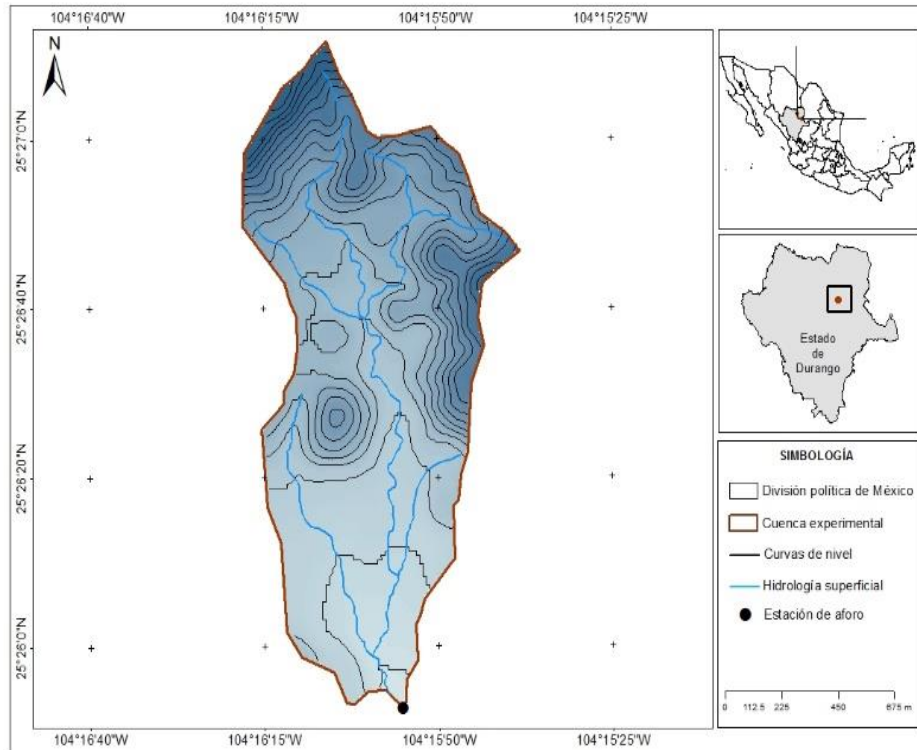 104°16'40"W 104°16'15"W 104°15'50"W 104°15'25"W
N
25°27'0"N
25°26'40"N
25°26'20"N
25°26'0"N
104°16'40"W 104°16'15"W 104°15'50"W 104°15'25"W
Estado
de
Durango
SIMBOLOGÍA
División política de México
Cuenca experimental
Curvas de nivel
Hidrología superficial
Estación de aforo
0 112.5 225 450 675 m